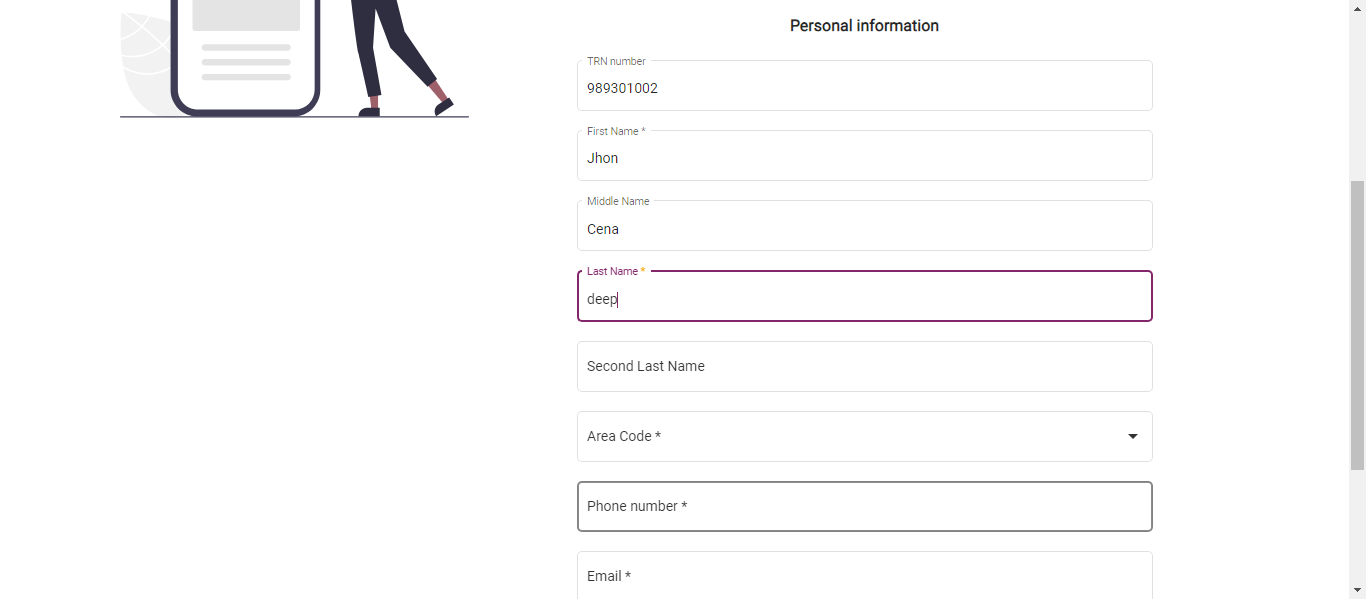 Personal information
TRN number
989301002
First Name *
Jhon
Middle Name
Cena
Last Name *
deep
Second Last Name
Area Code *
Phone number *
Email *